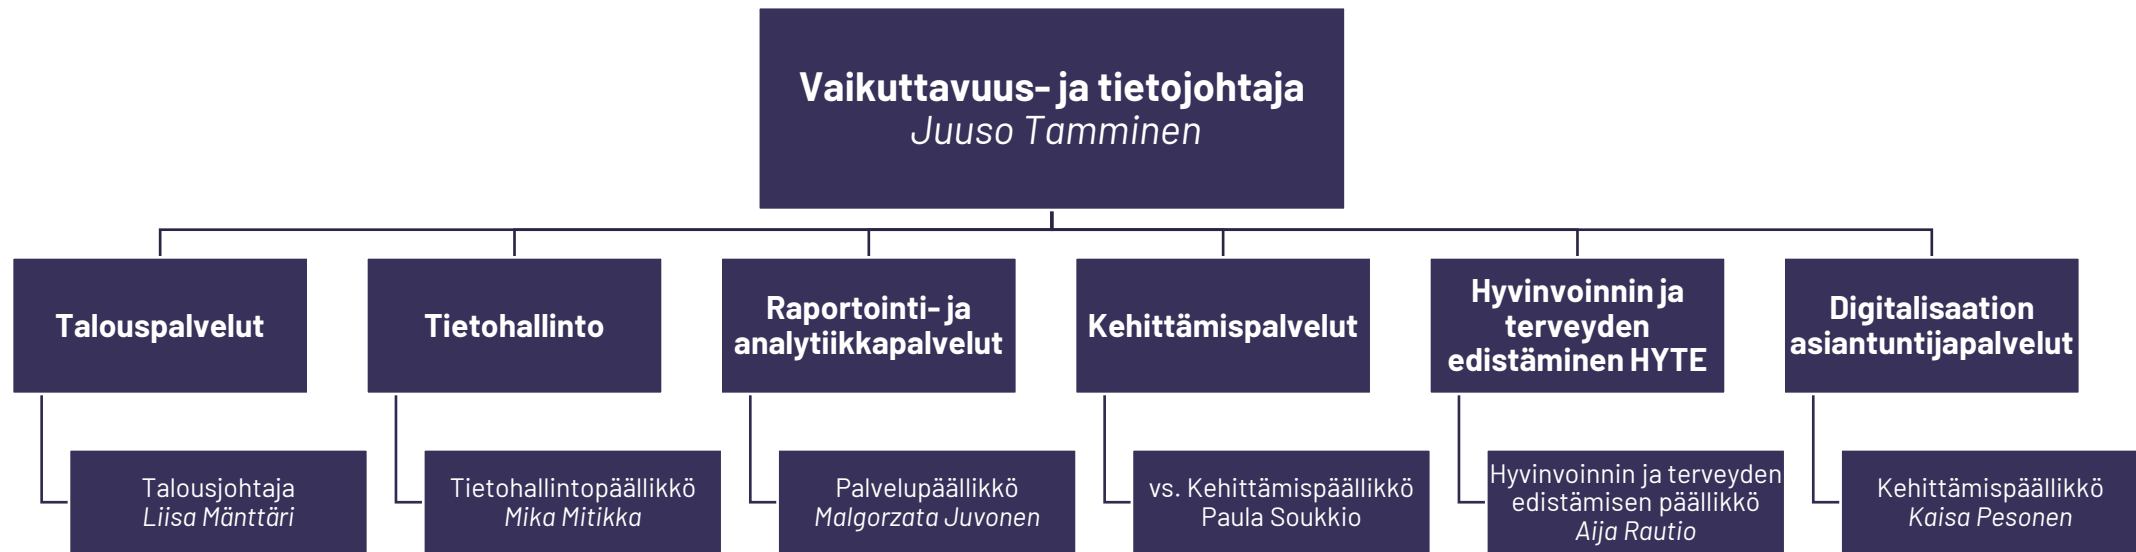 Vaikuttavuus- ja tietojohtaja
Juuso Tamminen
Talouspalvelut
Tietohallinto
Raportointi- ja
analytiikkapalvelut
Kehittämispalvelut
Hyvinvoinnin ja
terveyden
edistäminen HYTE
Digitalisaation
asiantuntijapalvelut
Talousjohtaja
Liisa Mänttäri
Tietohallintopäällikkö
Mika Mitikka
Palvelupäällikkö
Malgorzata Juvonen
vs. Kehittämispäällikkö
Paula Soukkio
Hyvinvoinnin ja terveyden
edistämisen päällikkö
Aija Rautio
Kehittämispäällikkö
Kaisa Pesonen